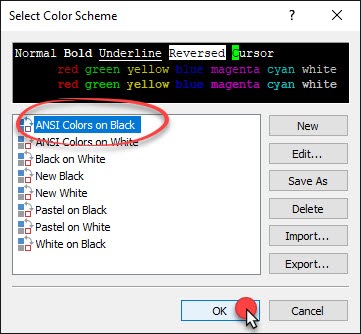 Select Color Scheme
Normal Bold Underline Reversed Cursor
red green yellow blue magenta cyan white
red green yellow blue magenta cyan white
ANSI Colors on Black
ANSI Colors on White
Black on White
New Black
New White
Pastel on Black
Pastel on White
White on Black
New
Edit...
Save As
Delete
Import...
Export...
OK
Cancel